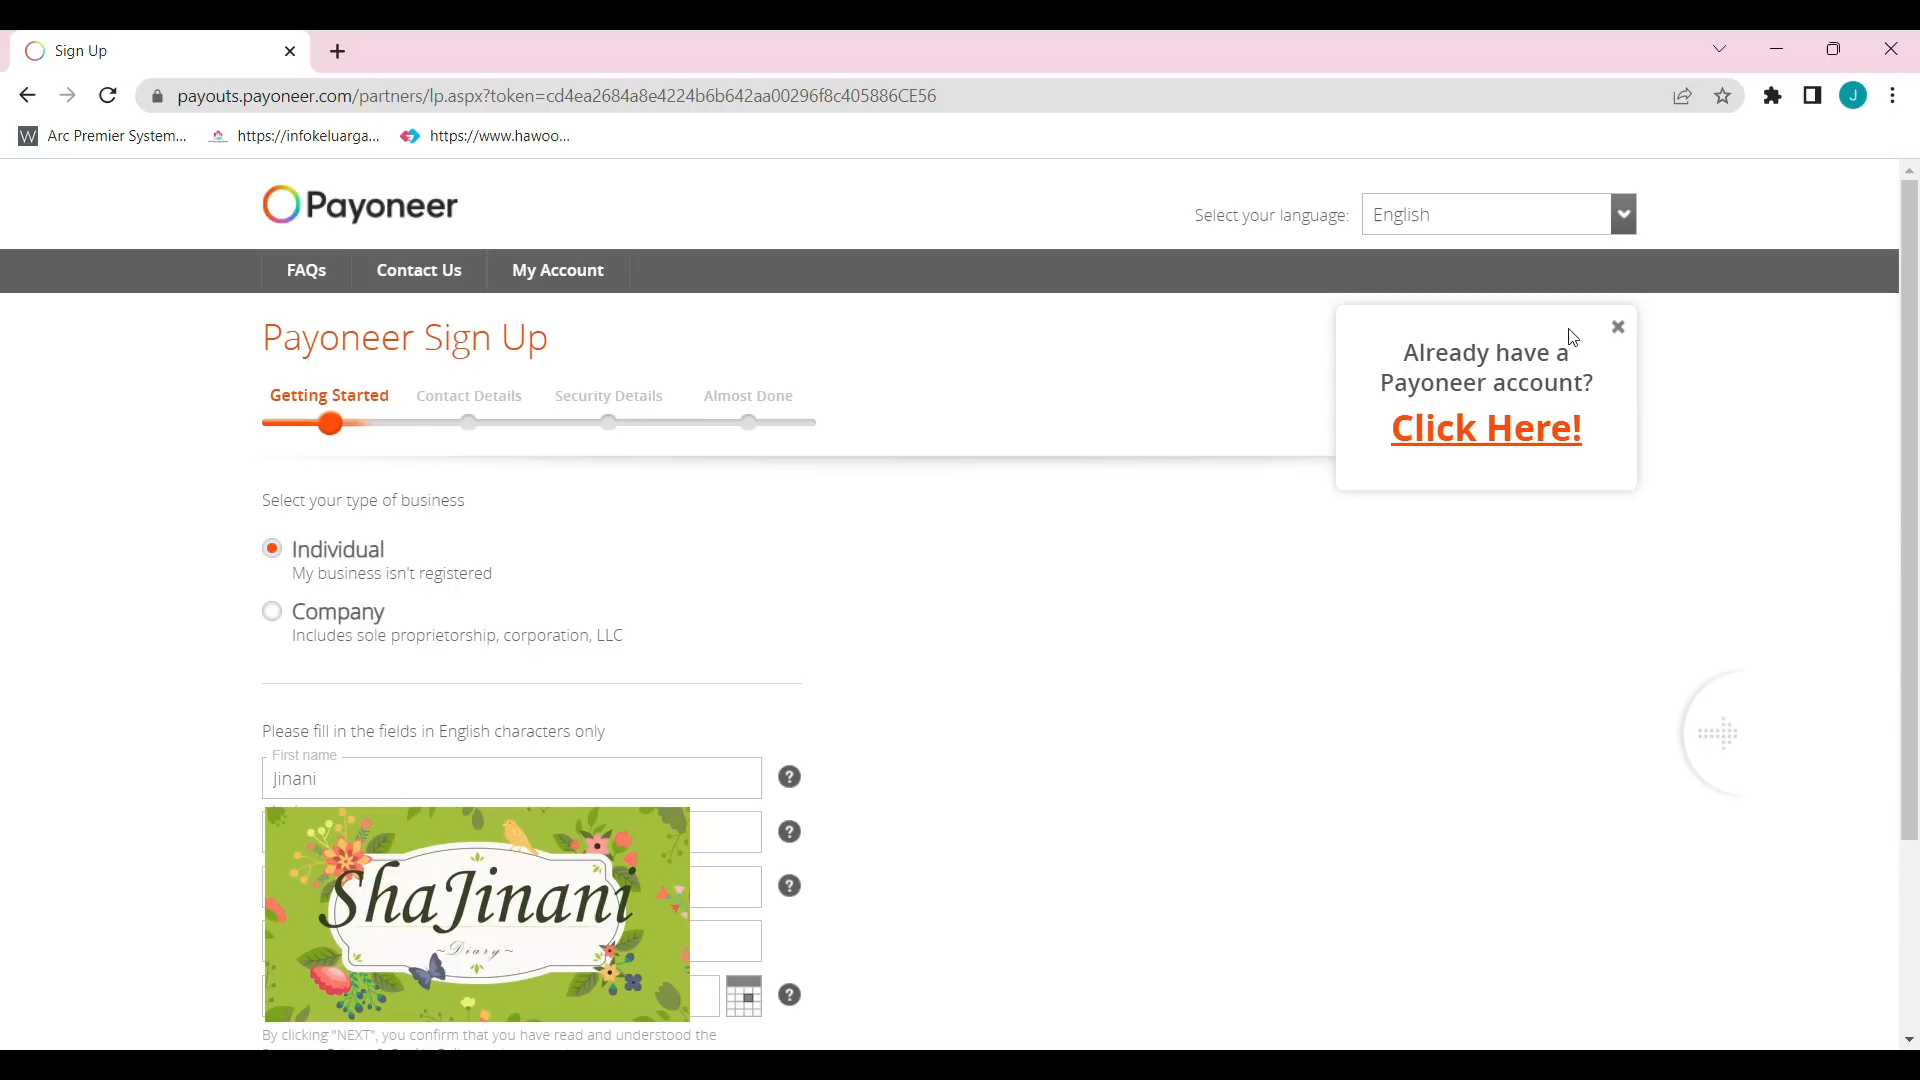 Sign Up
payouts.payoneer.com/partners/lp.aspx?token=cd4ea2684a8e4224b6b642aa00296f8c405886CE56
J
Arc Premier System... https://infokeluarga... https://www.hawoo...
Payoneer
Select your language: English
FAQs Contact Us My Account
Payoneer Sign Up
Already have a
Payoneer account?
Click Here!
Getting Started Contact Details Security Details Almost Done
Select your type of business
Individual
My business isn't registered
Company
Includes sole proprietorship, corporation, LLC
Please fill in the fields in English characters only
First name
Jinani
ShaJinani
~Diary~
By clicking "NEXT", you confirm that you have read and understood the